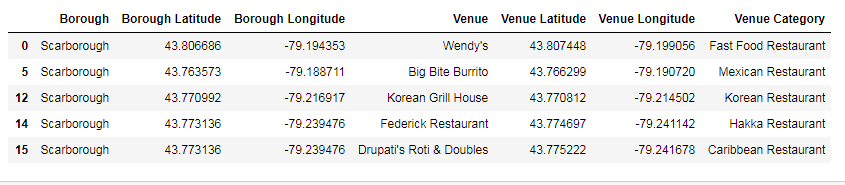 Borough Borough Latitude Borough Longitude Venue Venue Latitude Venue Longitude Venue Category
0 Scarborough 43.806686 -79.194353 Wendy's 43.807448 -79.199056 Fast Food Restaurant
5 Scarborough 43.763573 -79.188711 Big Bite Burrito 43.766299 -79.190720 Mexican Restaurant
12 Scarborough 43.770992 -79.216917 Korean Grill House 43.770812 -79.214502 Korean Restaurant
14 Scarborough 43.773136 -79.239476 Federick Restaurant 43.774697 -79.241142 Hakka Restaurant
15 Scarborough 43.773136 -79.239476 Drupati's Roti & Doubles 43.775222 -79.241678 Caribbean Restaurant